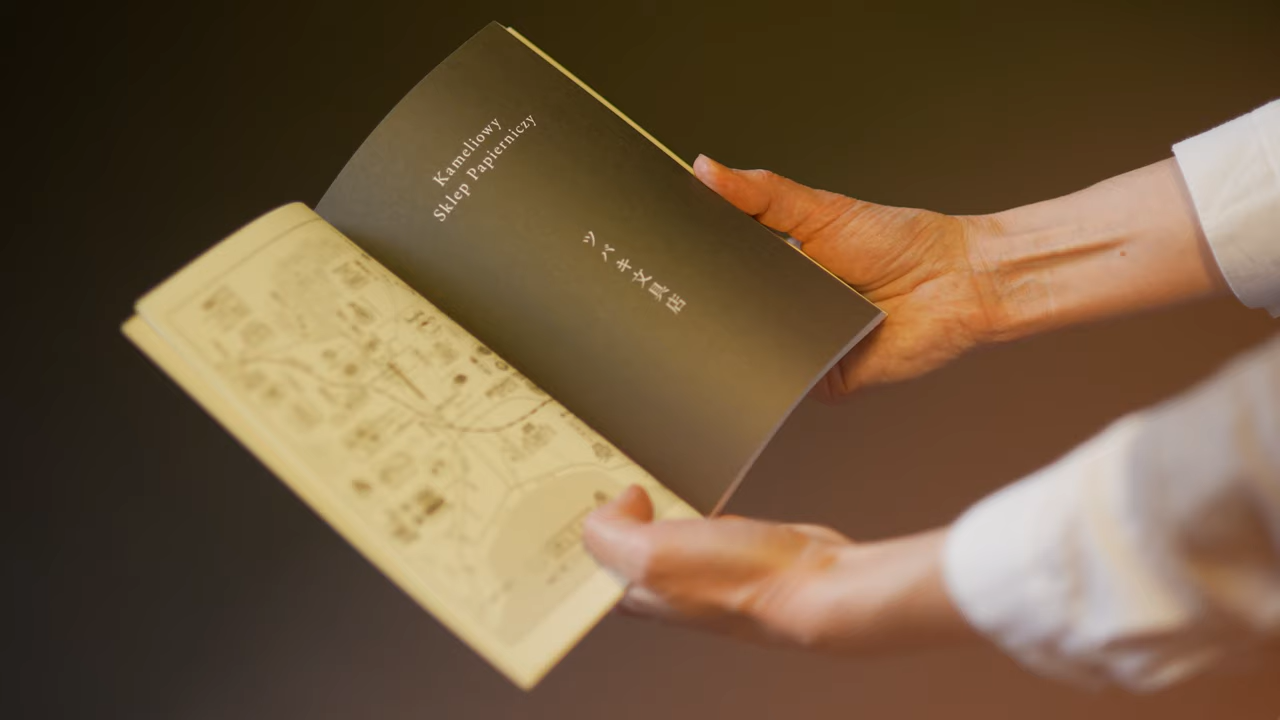 Kameliowy
Sklep Papierniczy
ツバキ文具店